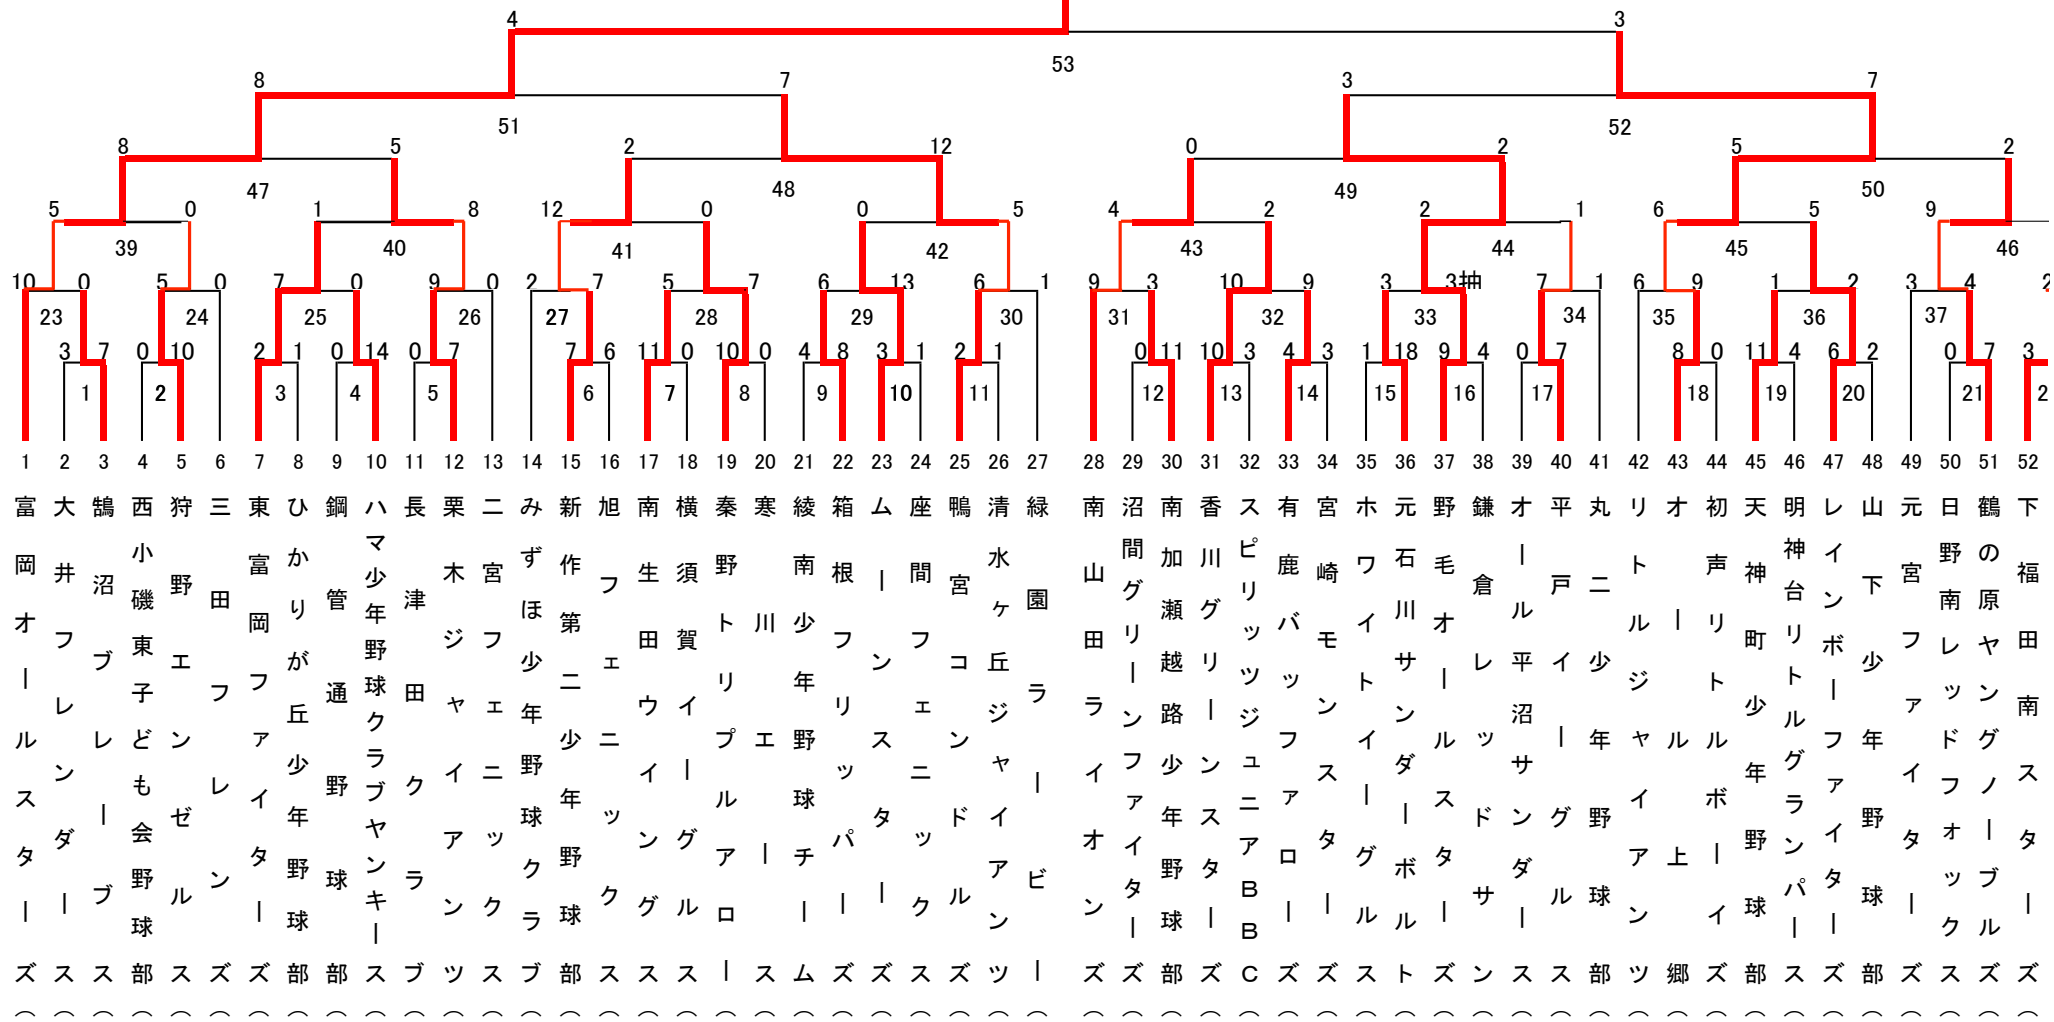 4 3
53
8 7 3 7
51 52
8 5 2 12 0 2 5 2
47 48 49 50
5 0 1 8 12 0 0 5 4 2 2 1 6 5 9
39 40 41 42 43 44 45 46
10 0 5 0 7 0 9 0 2 7 5 7 6 13 6 1 9 3 10 9 3 3抽 7 1 6 9 1 2 3 4 2
23 24 25 26 27 28 29 30 31 32 33 34 35 36 37
3 7 0 10 2 1 0 14 0 7 7 6 11 0 10 0 4 8 3 1 2 1 0 11 10 3 4 3 1 18 9 4 0 7 8 0 11 4 6 2 0 7 3
1 2 3 4 5 6 7 8 9 10 11 12 13 14 15 16 17 18 19 20 21 2
1 2 3 4 5 6 7 8 9 10 11 12 13 14 15 16 17 18 19 20 21 22 23 24 25 26 27 28 29 30 31 32 33 34 35 36 37 38 39 40 41 42 43 44 45 46 47 48 49 50 51 52
富岡オールスターズ（
大井フレンダース（
鵠沼ブレーブス（
西小磯東子ども会野球部（
狩野エンゼルス（
三田フレンズ（
東富岡ファイターズ（
ひかりが丘少年野球部（
鋼管通野球部（
ハマ少年野球クラブヤンキース（
長津田クラブ（
栗木ジャイアンツ（
二宮フェニックス（
みずほ少年野球クラブ（
新作第二少年野球部（
旭フェニックス（
南生田ウイングス（
横須賀イーグルス（
秦野トリプルアロー（
寒川エース（
綾南少年野球チーム（
箱根フリッパーズ（
ムーンスターズ（
座間フェニックス（
鴨宮コンドルズ（
清水ヶ丘ジャイアンツ（
緑園ラービー（
南山田ライオンズ（
沼間グリーンファイターズ（
南加瀬越路少年野球部（
香川グリーンスターズ（
スピリッツジュニアＢＢＣ（
有鹿バッファローズ（
宮崎モンスターズ（
ホワイトイーグルス（
元石川サンダーボルト（
野毛オールスターズ（
鎌倉レッドサン（
オール平沼サンダース（
平戸イーグルス（
丸二少年野球部（
リトルジャイアンツ（
オール上郷（
初声リトルボーイズ（
天神町少年野球部（
明神台リトルグランパース（
レインボーファイターズ（
山下少年野球部（
元宮ファイターズ（
日野南レッドフォックス（
鶴の原ヤングノーブルズ（
下福田南スターズ（